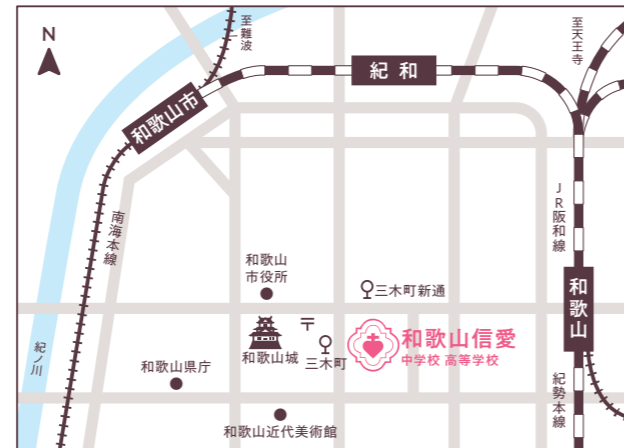 N
至難波
至天王寺
紀和
和歌山市
南海本線
JR阪和線
和歌山
市役所
三木町新通
和歌山
〒
和歌山信愛
中学校 高等学校
和歌山城
三木町
紀ノ川
和歌山県庁
紀勢本線
和歌山近代美術館